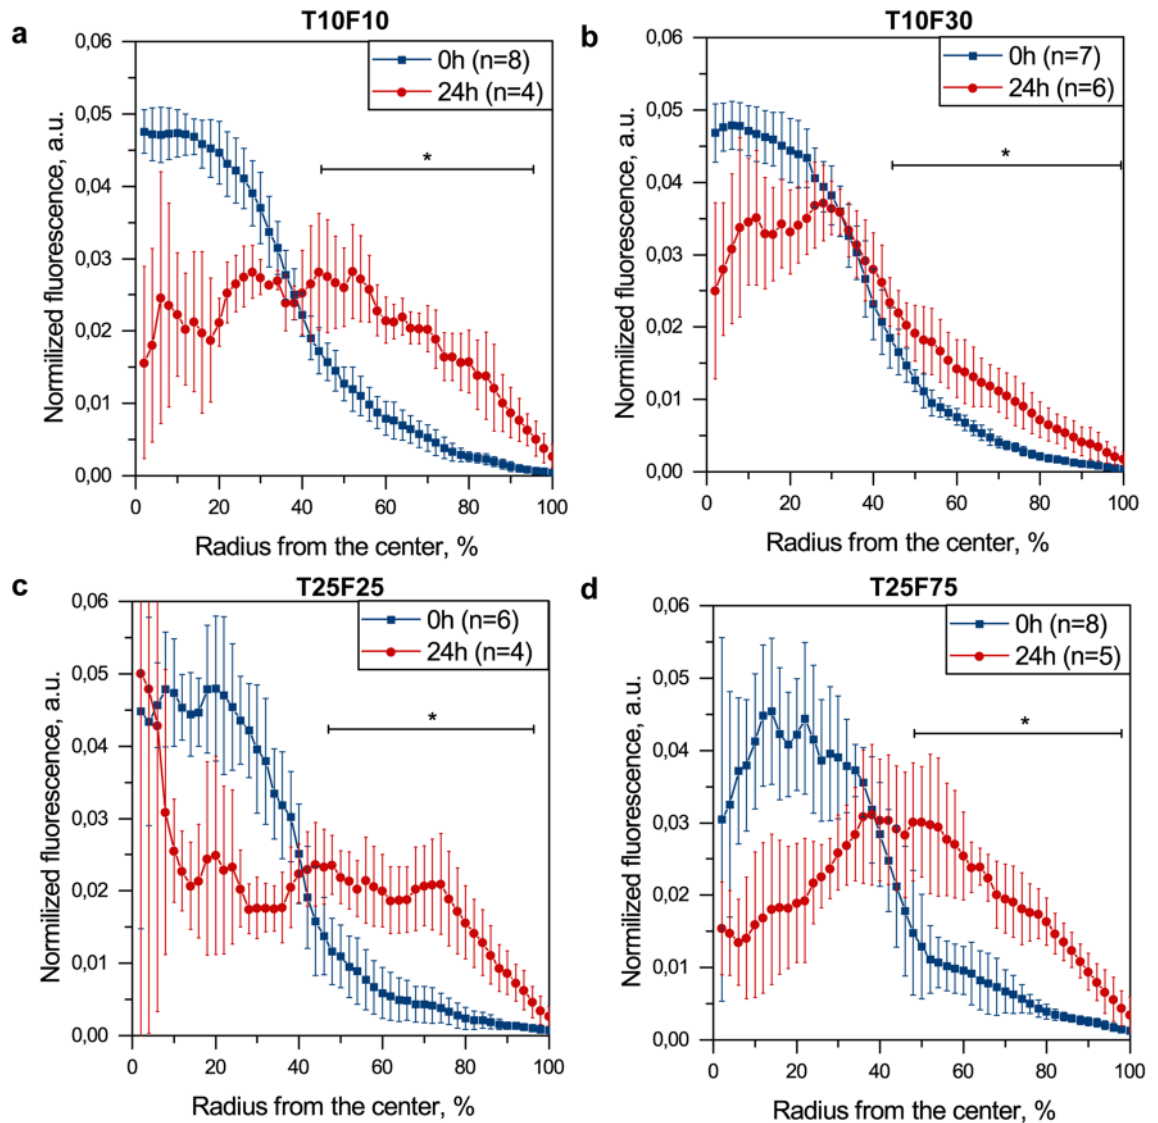 a
T10F10
0,06
0,05
0,04
0,03
0,02
0,01
0,00
Normilized fluorescence, a.u.
0h (n=8)
24h (n=4)
*
0 20 40 60 80 100
Radius from the center, %
b
T10F30
0,06
0,05
0,04
0,03
0,02
0,01
0,00
Normilized fluorescence, a.u.
0h (n=7)
24h (n=6)
*
0 20 40 60 80 100
Radius from the center, %
c
T25F25
0,06
0,05
0,04
0,03
0,02
0,01
0,00
Normilized fluorescence, a.u.
0h (n=6)
24h (n=4)
*
0 20 40 60 80 100
Radius from the center, %
d
T25F75
0,06
0,05
0,04
0,03
0,02
0,01
0,00
Normilized fluorescence, a.u.
0h (n=8)
24h (n=5)
*
0 20 40 60 80 100
Radius from the center, %